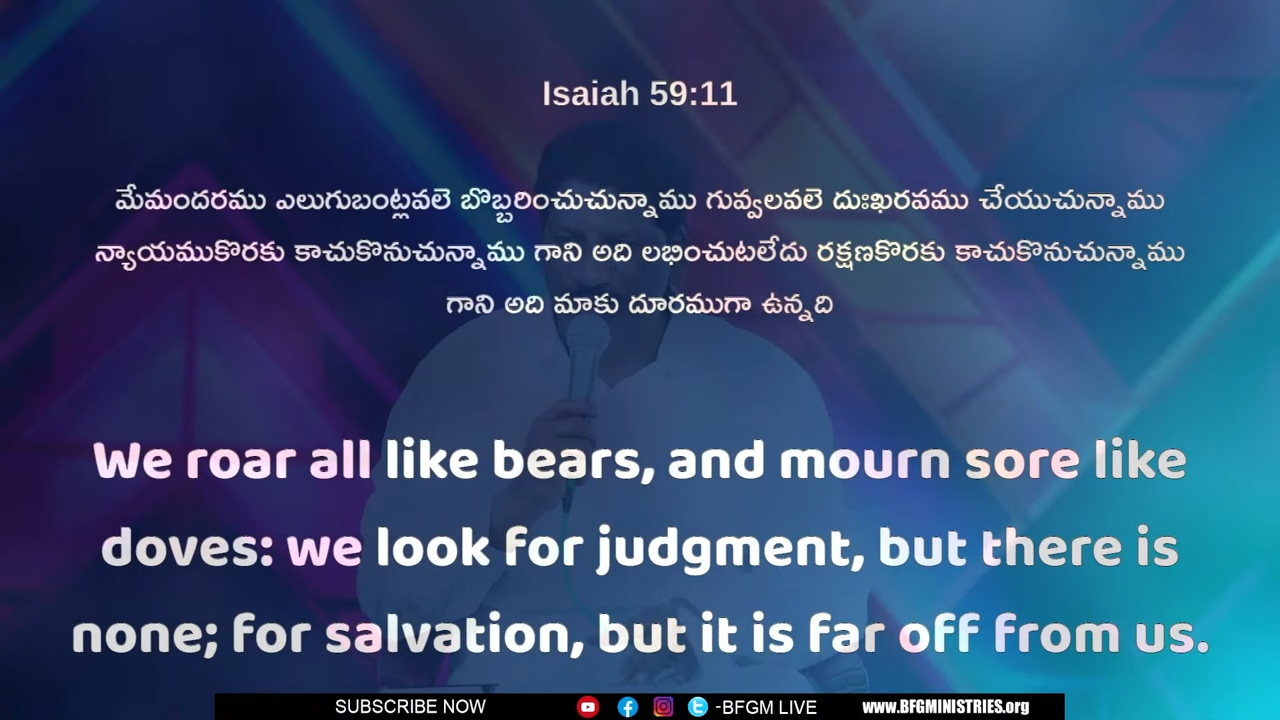 Isaiah 59:11
మేమందరము ఎలుగుబంట్లవలె బొబ్బరించుచున్నాము గువ్వలవలె దుఃఖరవము చేయుచున్నాము
న్యాయముకొరకు కాచుకొనుచున్నాము గాని అది లభించుటలేదు రక్షణకొరకు కాచుకొనుచున్నాము
గాని అది మాకు దూరముగా ఉన్నది
We roar all like bears, and mourn sore like
doves: we look for judgment, but there is
none; for salvation, but it is far off from us.
SUBSCRIBE NOW -BFGM LIVE www.BFGMINISTRIES.org